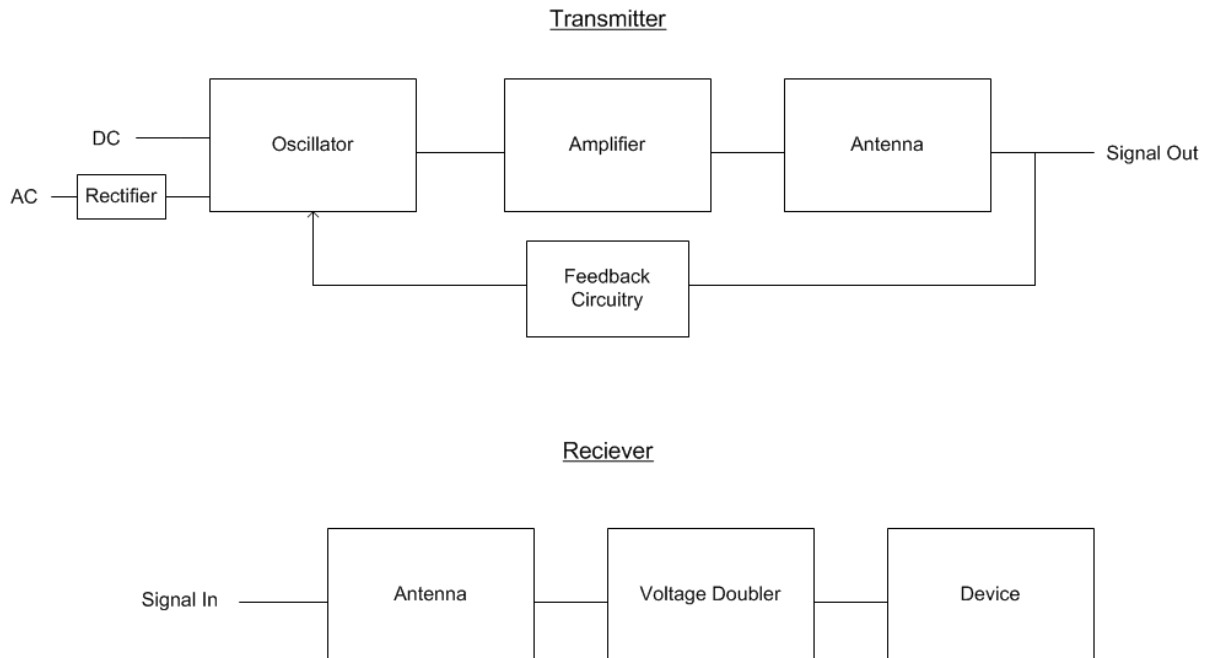 Transmitter
DC
Oscillator
Amplifier
Antenna
Signal Out
AC
Rectifier
Feedback
Circuitry
Reciever
Signal In
Antenna
Voltage Doubler
Device